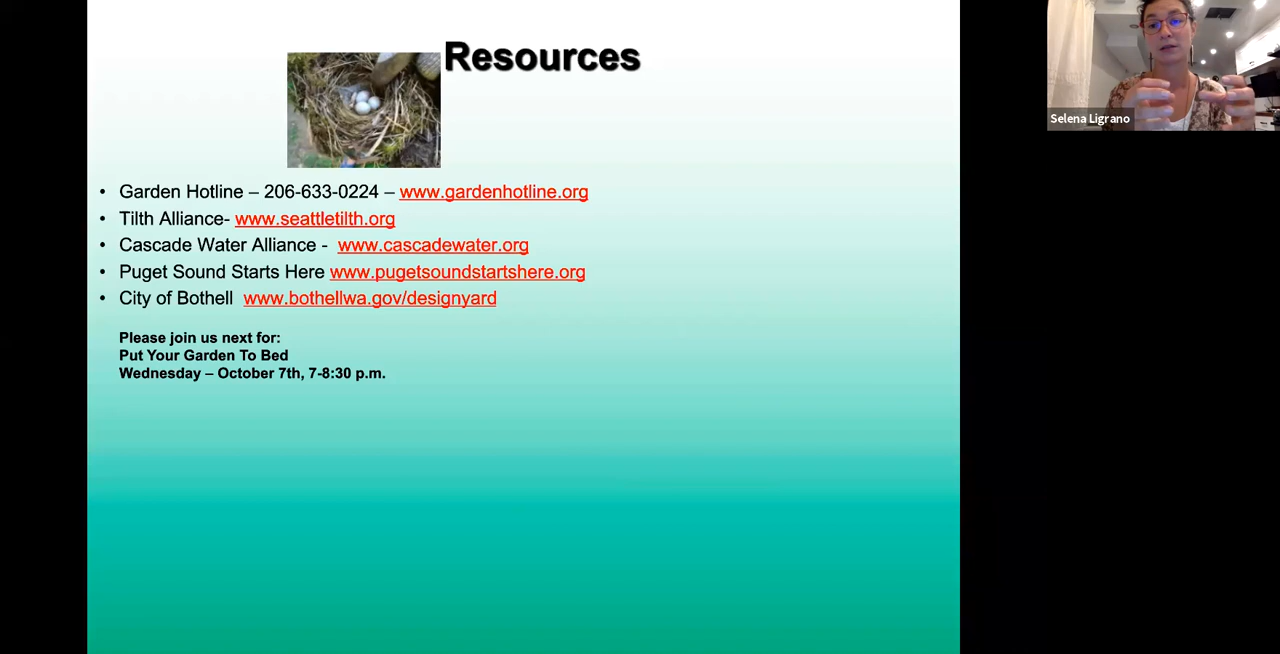 Resources
• Garden Hotline – 206-633-0224 – www.gardenhotline.org
• Tilth Alliance- www.seattletilth.org
• Cascade Water Alliance - www.cascadewater.org
• Puget Sound Starts Here www.pugetsoundstartshere.org
• City of Bothell www.bothellwa.gov/designyard
Please join us next for:
Put Your Garden To Bed
Wednesday – October 7th, 7-8:30 p.m.
Selena Ligrano